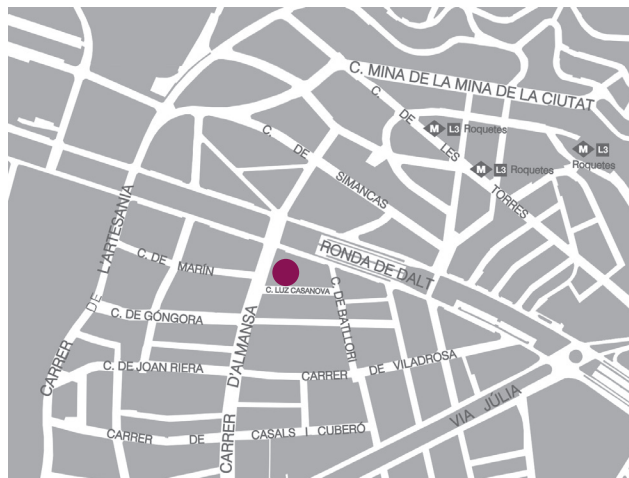 C. MINA DE LA MINA DE LA CIUTAT
C. DE LES TORRES
M L3 Roquetes
M L3
Roquetes
M L3 Roquetes
C. DE SIMANCAS
CARRER DE L'ARTESANIA
RONDA DE DALT
C. DE MARÍN
C. LUZ CASANOVA
C. DE BATLLORI
C. DE GÓNGORA
CARRER D'ALMANSA
C. DE JOAN RIERA
CARRER DE VILADROSA
VIA JÚLIA
CARRER DE CASALS I CUBERÓ